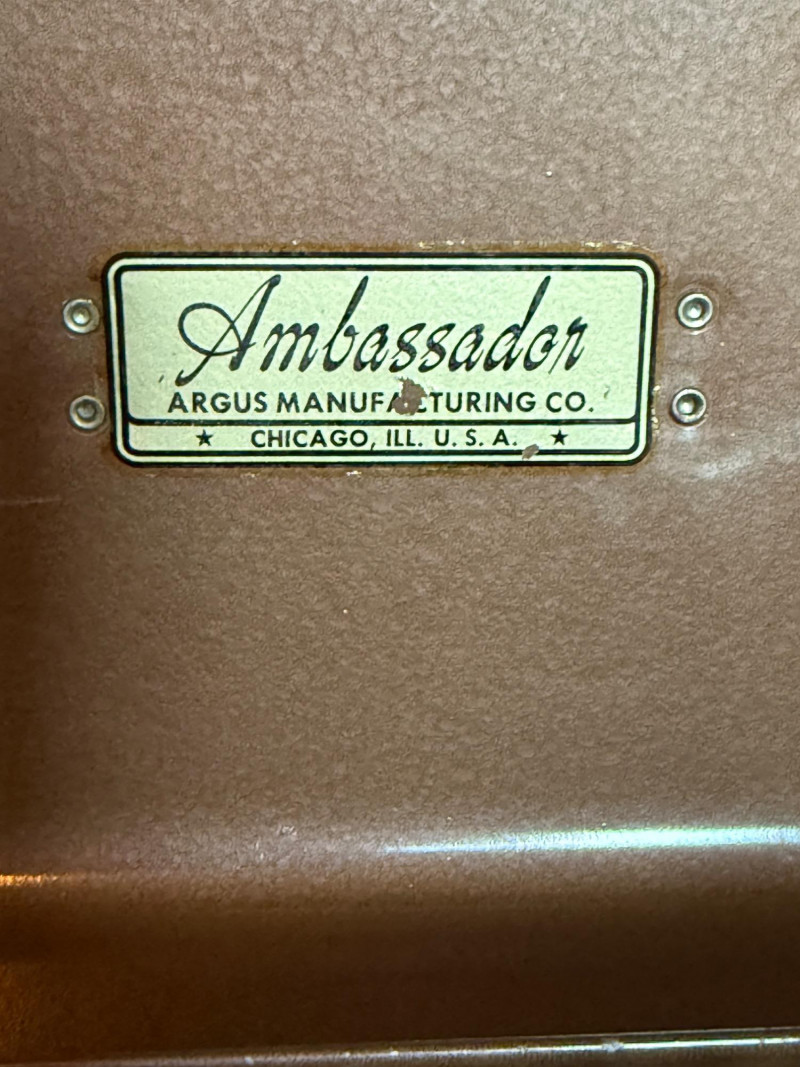 Ambassador
ARGUS MANUFACTURING CO.
★ CHICAGO, ILL. U. S. A. ★